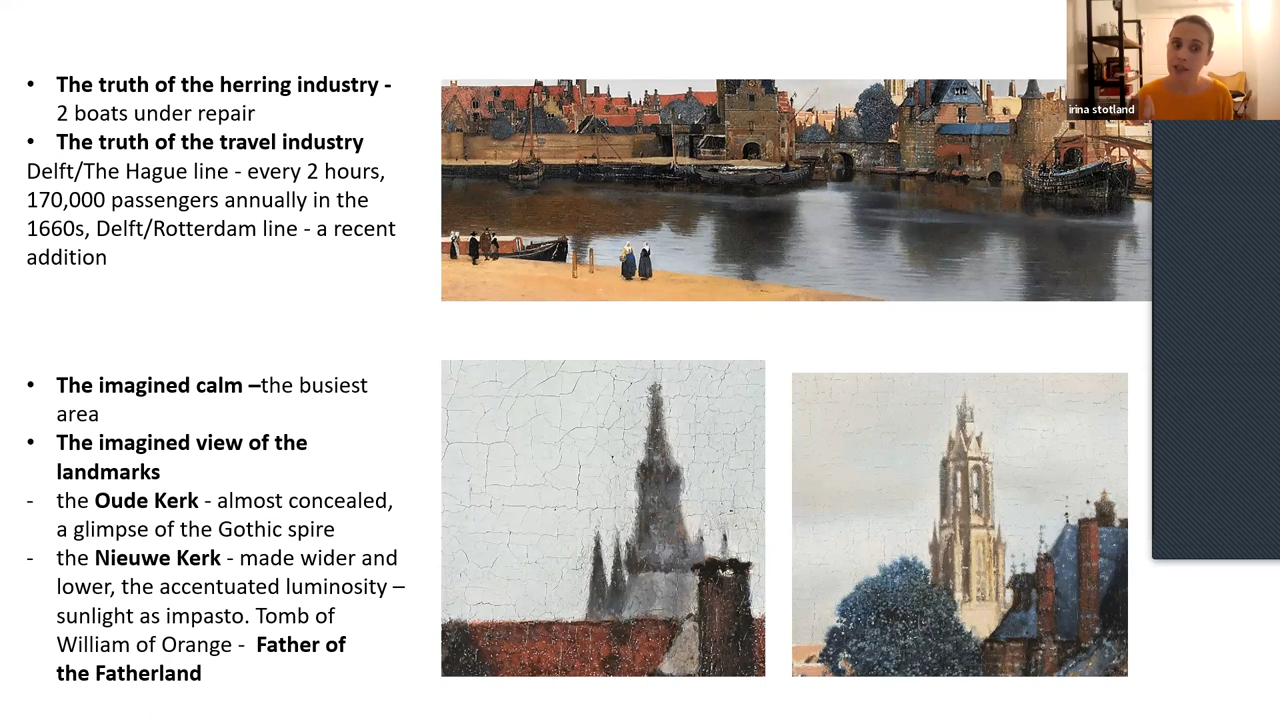 • The truth of the herring industry -
2 boats under repair
• The truth of the travel industry
Delft/The Hague line - every 2 hours,
170,000 passengers annually in the
1660s, Delft/Rotterdam line - a recent
addition
• The imagined calm –the busiest
area
• The imagined view of the
landmarks
- the Oude Kerk - almost concealed,
a glimpse of the Gothic spire
- the Nieuwe Kerk - made wider and
lower, the accentuated luminosity –
sunlight as impasto. Tomb of
William of Orange - Father of
the Fatherland
irina stotland